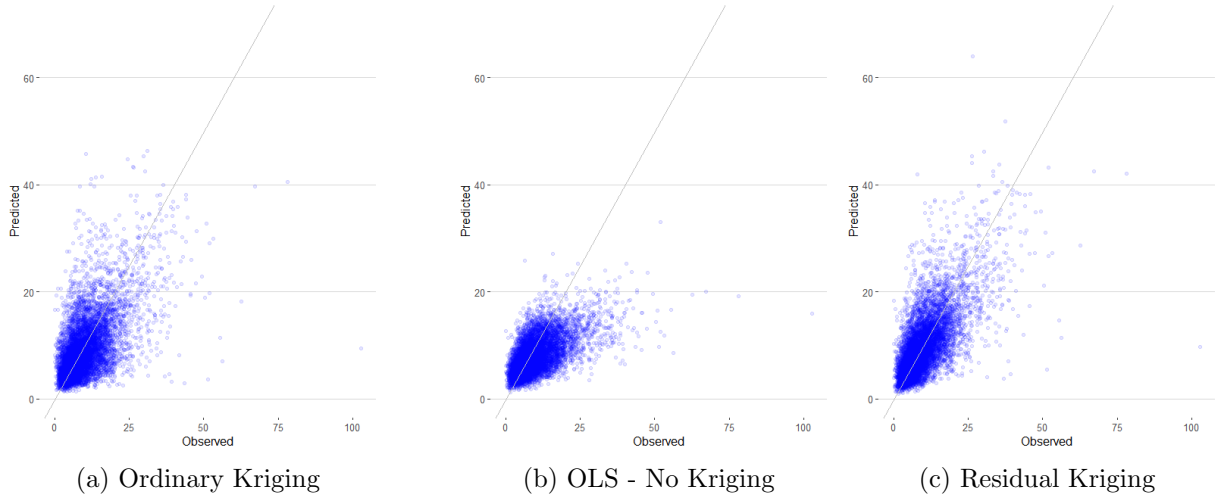 60
40
20
0
Predicted
0 25 50 75 100
Observed
(a) Ordinary Kriging
60
40
20
0
Predicted
0 25 50 75 100
Observed
(b) OLS - No Kriging
60
40
20
0
Predicted
0 25 50 75 100
Observed
(c) Residual Kriging